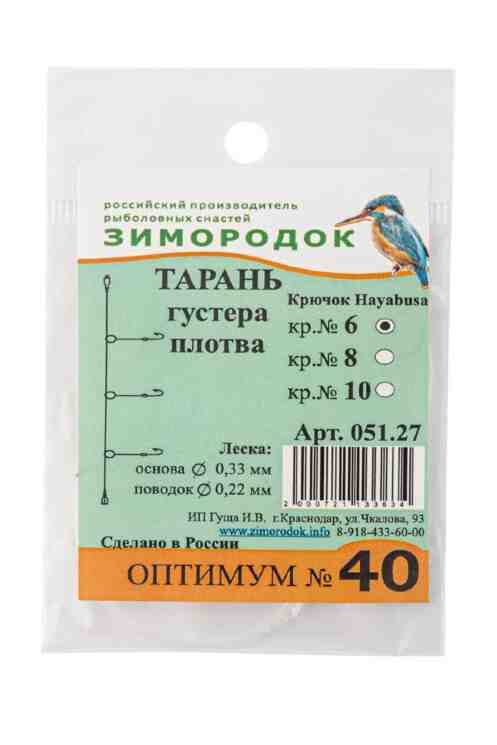 российский производитель
рыболовных снастей
ЗИМОРОДОК
ТАРАНЬ
густера
плотва
Крючок Hayabusa
кр.№ 6
кр.№ 8
кр.№ 10
Арт. 051.27
Леска:
основа ∅ 0,33 мм
поводок ∅ 0,22 мм
2000721133634
ИП Гуща И.В. г.Краснодар, ул.Чкалова, 93
www.zimorodok.info 8-918-433-60-00
Сделано в России
ОПТИМУМ № 40